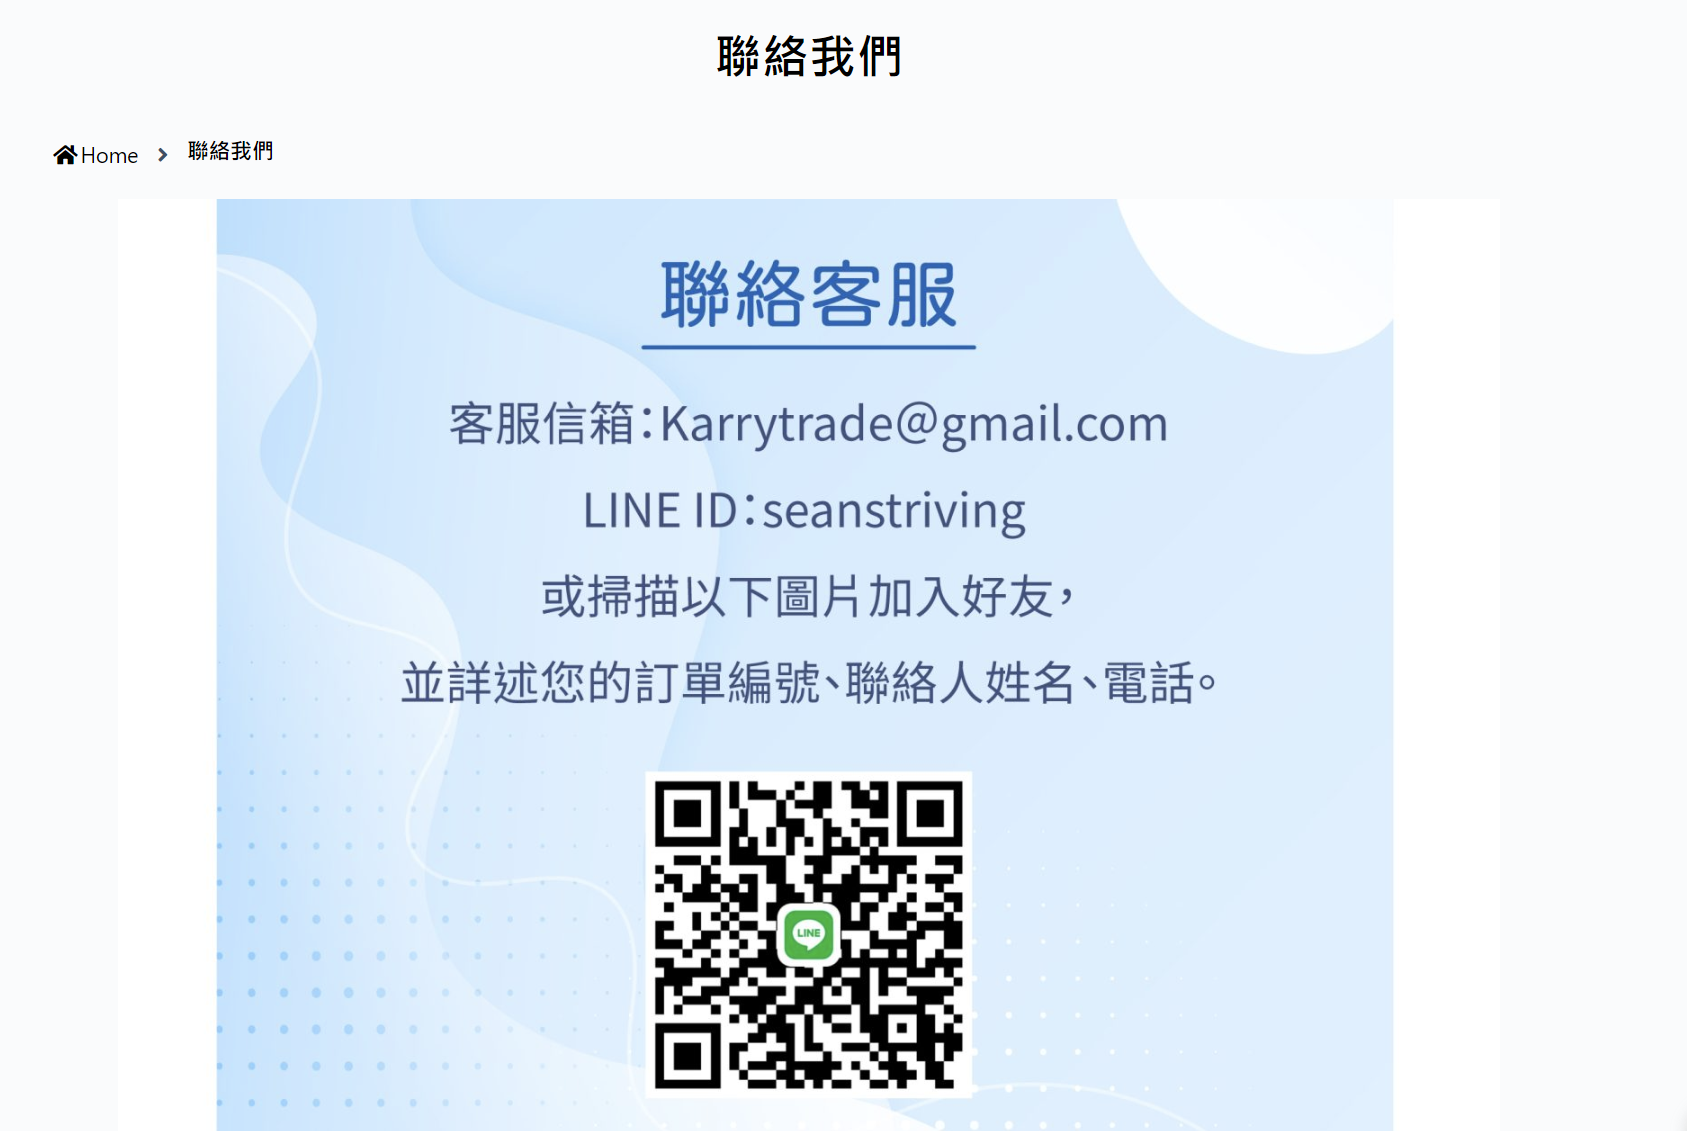 聯絡我們
Home > 聯絡我們
聯絡客服
客服信箱：Karrytrade@gmail.com
LINE ID：seanstriving
或掃描以下圖片加入好友，
並詳述您的訂單編號、聯絡人姓名、電話。
LINE